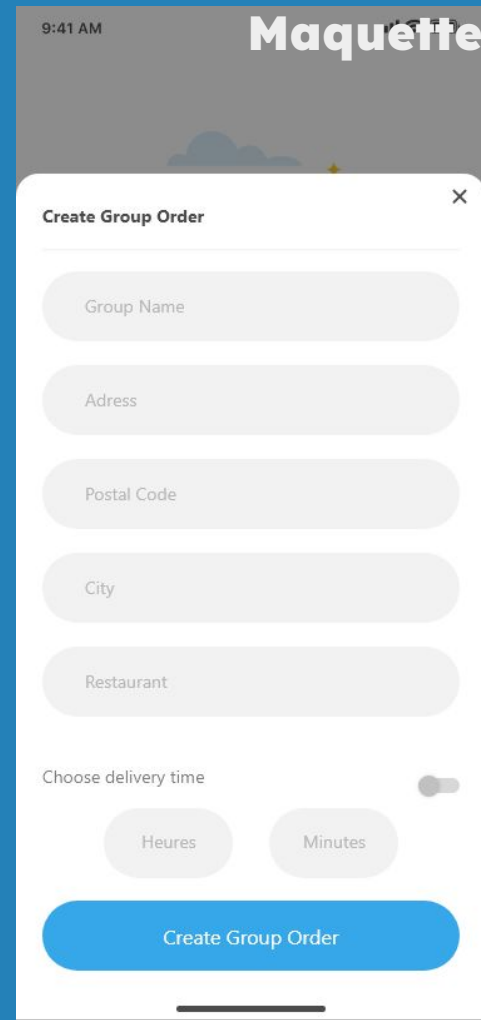 9:41 AM
Maquette
Create Group Order
Group Name
Adress
Postal Code
City
Restaurant
Choose delivery time
Heures Minutes
Create Group Order